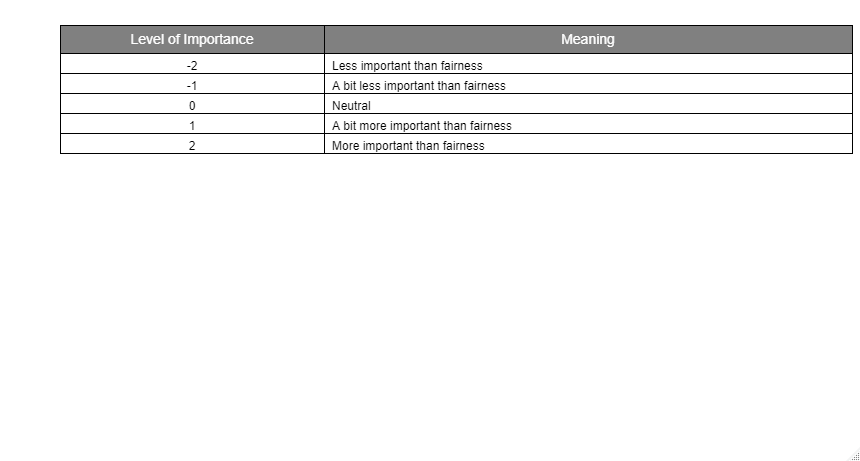 Level of Importance Meaning
-2 Less important than fairness
-1 A bit less important than fairness
0 Neutral
1 A bit more important than fairness
2 More important than fairness